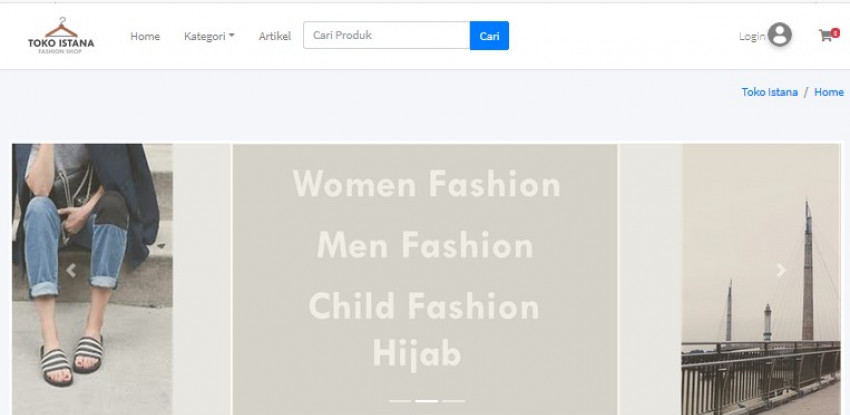 TOKO ISTANA
FASHION SHOP
Home
Kategori
Artikel
Cari Produk
Cari
Login
0
Toko Istana / Home
Women Fashion
Men Fashion
Child Fashion
Hijab